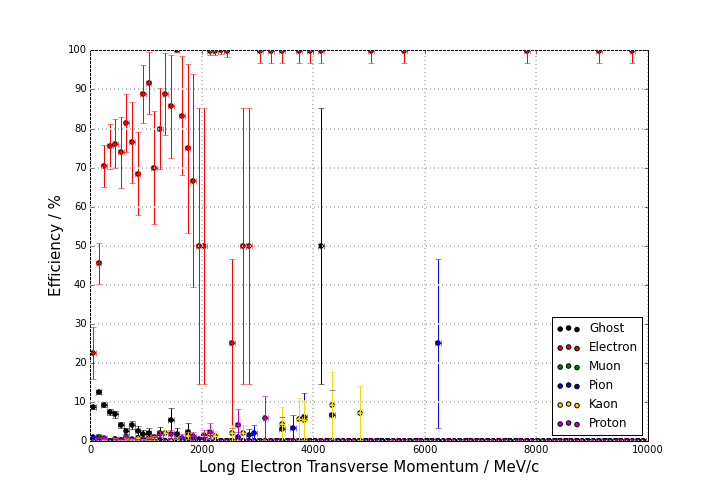 100
90
80
70
60
50
40
30
20
10
0
Efficiency / %
Ghost
Electron
Muon
Pion
Kaon
Proton
0 2000 4000 6000 8000 10000
Long Electron Transverse Momentum / MeV/c